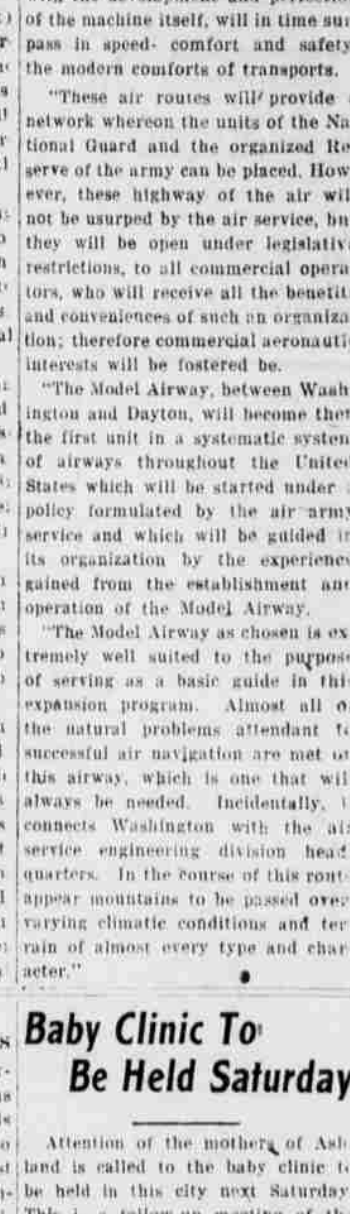 of the machine itself, will in time sur
pass in speed- comfort and safety
the modern comforts of transports.
"These air routes will provide
network whereon the units of the Na
tional Guard and the organized Re
serve of the army can be placed. How
ever, these highway of the air wil
not be usurped by the air service, bu
they will be open under legislativ
restrictions, to all commercial opera
tors, who will receive all the benefit
and conveniences of such an organiza
tion; therefore commercial aeronauti
interests will be fostered be.
"The Model Airway, between Wash
ington and Dayton, will become then
the first unit in a systematic system
of airways throughout the United
States which will be started under
policy formulated by the air army
service and which will be guided in
its organization by the experience
gained from the establishment and
operation of the Model Airway.
"The Model Airway as chosen is ex
tremely well suited to the purpose
of serving as a basic guide in thi
expansion program. Almost all o
the natural problems attendant to
successful air navigation are met on
this airway, which is one that wil
always be needed. Incidentally, i
connects Washington with the air
service engineering division head
quarters. In the course of this rout
appear mountains to be passed over
varying climatic conditions and ter
rain of almost every type and char
acter."
Baby Clinic To
Be Held Saturday
Attention of the mothers of Ash
land is called to the baby clinic to
be held in this city next Saturday